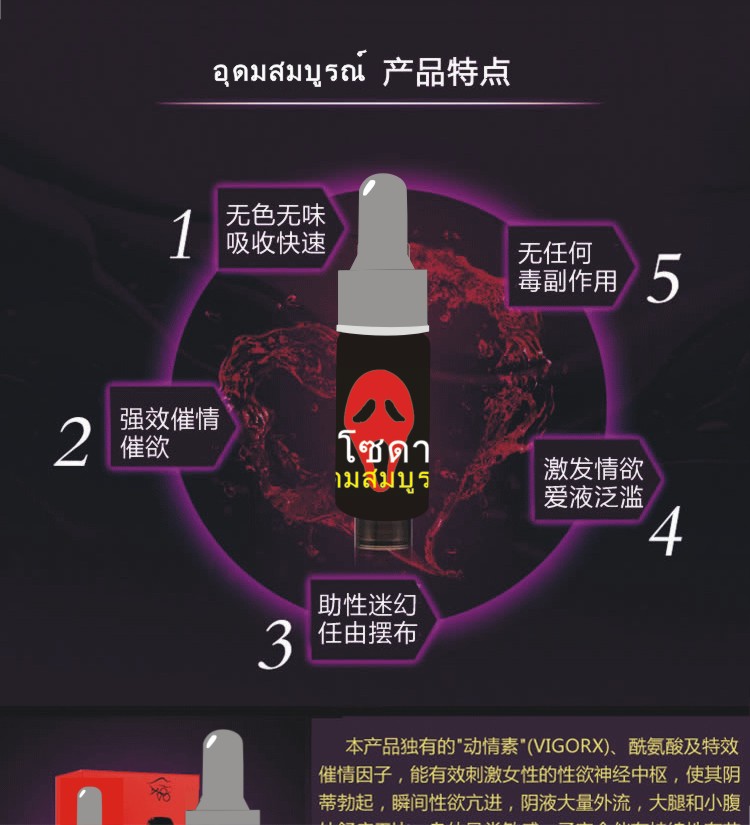 อุดมสมบูรณ์ 产品特点
1
无色无味
吸收快速
无任何
毒副作用
5
2
强效催情
催欲
โซดา
มสมบูร
激发情欲
爱液泛滥
4
3
助性迷幻
任由摆布
本产品独有的"动情素"(VIGORX)、酰氨酸及特效
催情因子，能有效刺激女性的性欲神经中枢，使其阴
蒂勃起，瞬间性欲亢进，阴液大量外流，大腿和小腹